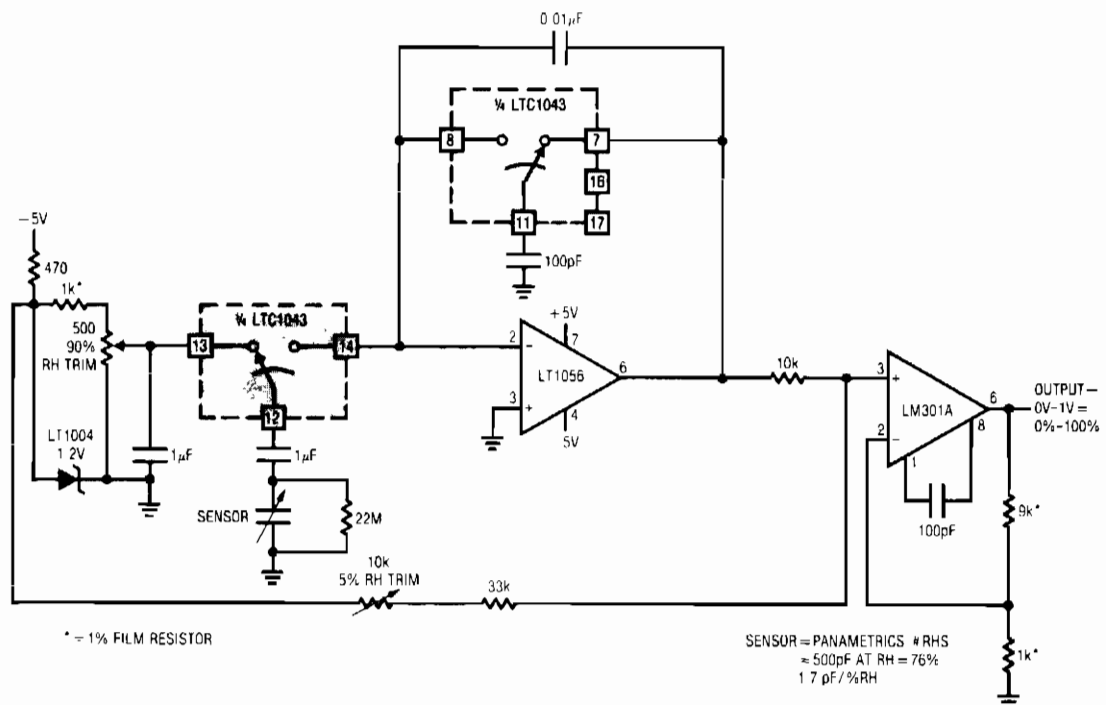 0 01µF
¼ LTC1043
8
7
16
11
17
100pF
−5V
470
1k*
500
90%
RH TRIM
¼ LTC1043
13
14
12
LT1004
1 2V
1µF
1µF
SENSOR
22M
+5V
2
−
7
LT1056
6
3
+
4
5V
10k
3
+
6
LM301A
8
2
−
1
100pF
OUTPUT—
0V-1V =
0%-100%
9k*
1k*
10k
5% RH TRIM
33k
* = 1% FILM RESISTOR
SENSOR = PANAMETRICS # RHS
≈ 500pF AT RH = 76%
1 7 pF/%RH